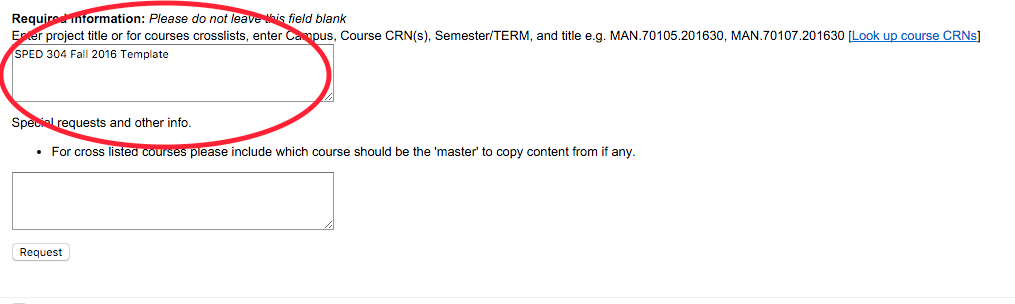 Required Information: Please do not leave this field blank
Enter project title or for courses crosslists, enter Campus, Course CRN(s), Semester/TERM, and title e.g. MAN.70105.201630, MAN.70107.201630 [Look up course CRNs]
SPED 304 Fall 2016 Template
Special requests and other info.
• For cross listed courses please include which course should be the 'master' to copy content from if any.
Request